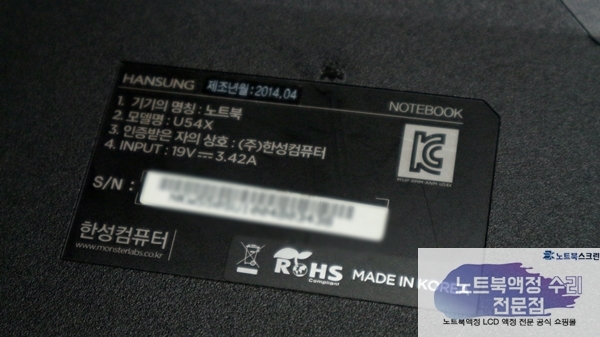 HANSUNG 제조년월 : 2014.04
NOTEBOOK
1. 기기의 명칭 : 노트북
2. 모델명 : U54X
3. 인증받은 자의 상호 : (주)한성컴퓨터
4. INPUT : 19V 3.42A
S/N :
한성컴퓨터
www.monsterlabs.co.kr
RoHS
Compliant
MADE IN KOREA
노트북스크린
노트북액정 수리
전문점
노트북액정 LCD 액정 전문 공식 쇼핑몰